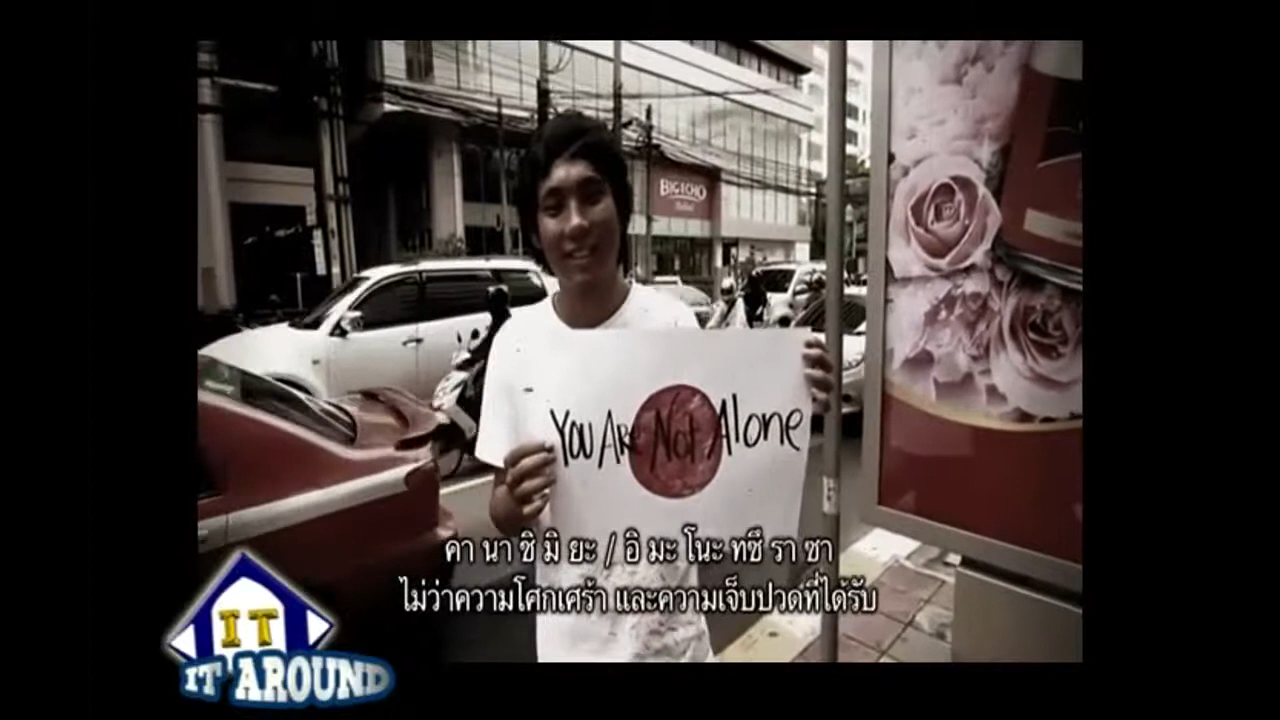 BIG ECHO
You Are Not Alone
คา นา ชิ มิ ยะ / อิ มะ โนะ ทซึ รา ซา
ไม่ว่าความโศกเศร้า และความเจ็บปวดที่ได้รับ
IT
IT AROUND